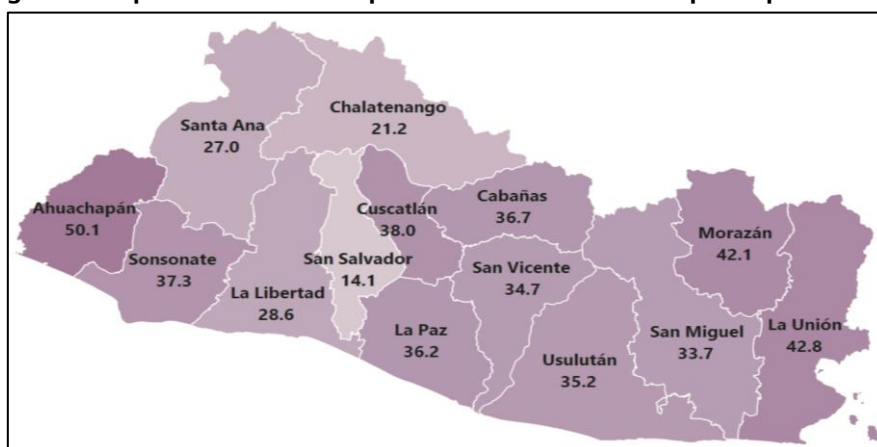 Chalatenango
21.2
Santa Ana
27.0
Ahuachapán
50.1
Sonsonate
37.3
La Libertad
28.6
San Salvador
14.1
Cuscatlán
38.0
Cabañas
36.7
San Vicente
34.7
La Paz
36.2
Usulután
35.2
San Miguel
33.7
Morazán
42.1
La Unión
42.8